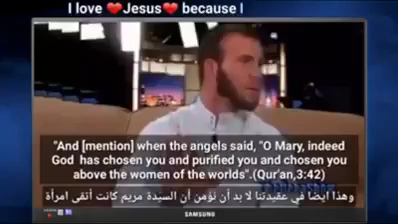 I love ❤Jesus❤ because I
"And [mention] when the angels said, "O Mary, indeed
God has chosen you and purified you and chosen you
above the women of the worlds".(Qur'an,3:42)
وهذا ايضا في عقيدتنا لا بد أن نؤمن أن السيدة مريم كانت أتقى امرأة
SAMSUNG